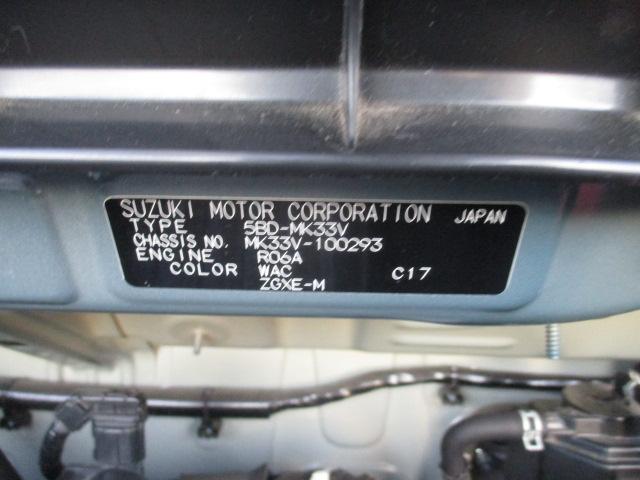 SUZUKI MOTOR CORPORATION JAPAN
TYPE 5BD-MK33V
CHASSIS NO. MK33V-100293
ENGINE R06A
COLOR WAC C17
ZGXE-M